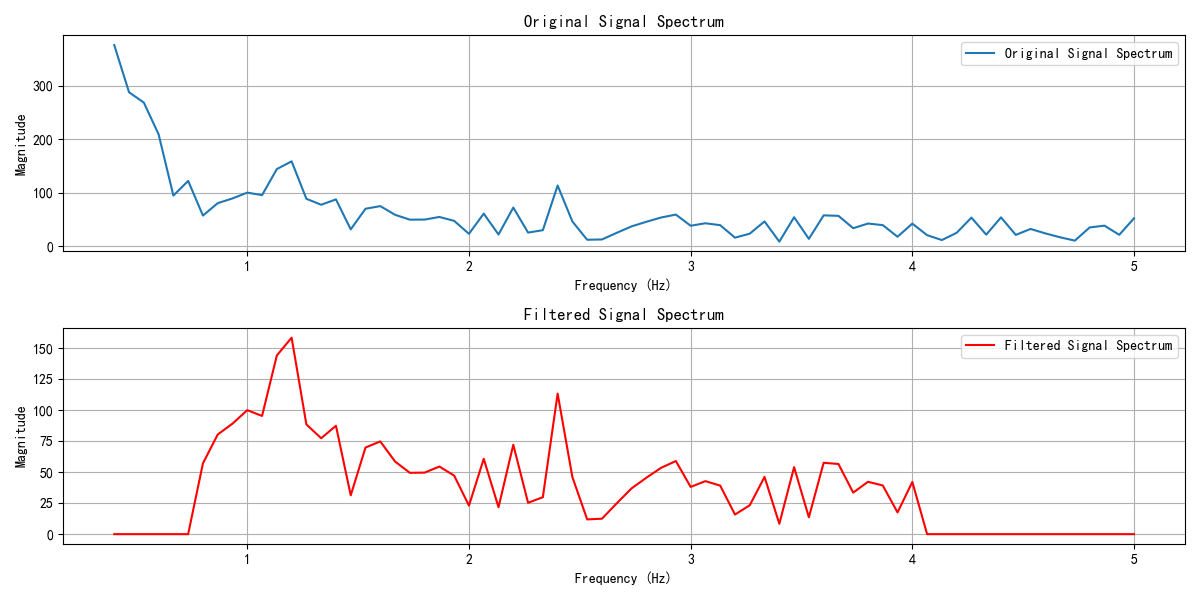 Original Signal Spectrum
Original Signal Spectrum
300
200
100
0
Magnitude
1 2 3 4 5
Frequency (Hz)
Filtered Signal Spectrum
Filtered Signal Spectrum
150
125
100
75
50
25
0
Magnitude
1 2 3 4 5
Frequency (Hz)